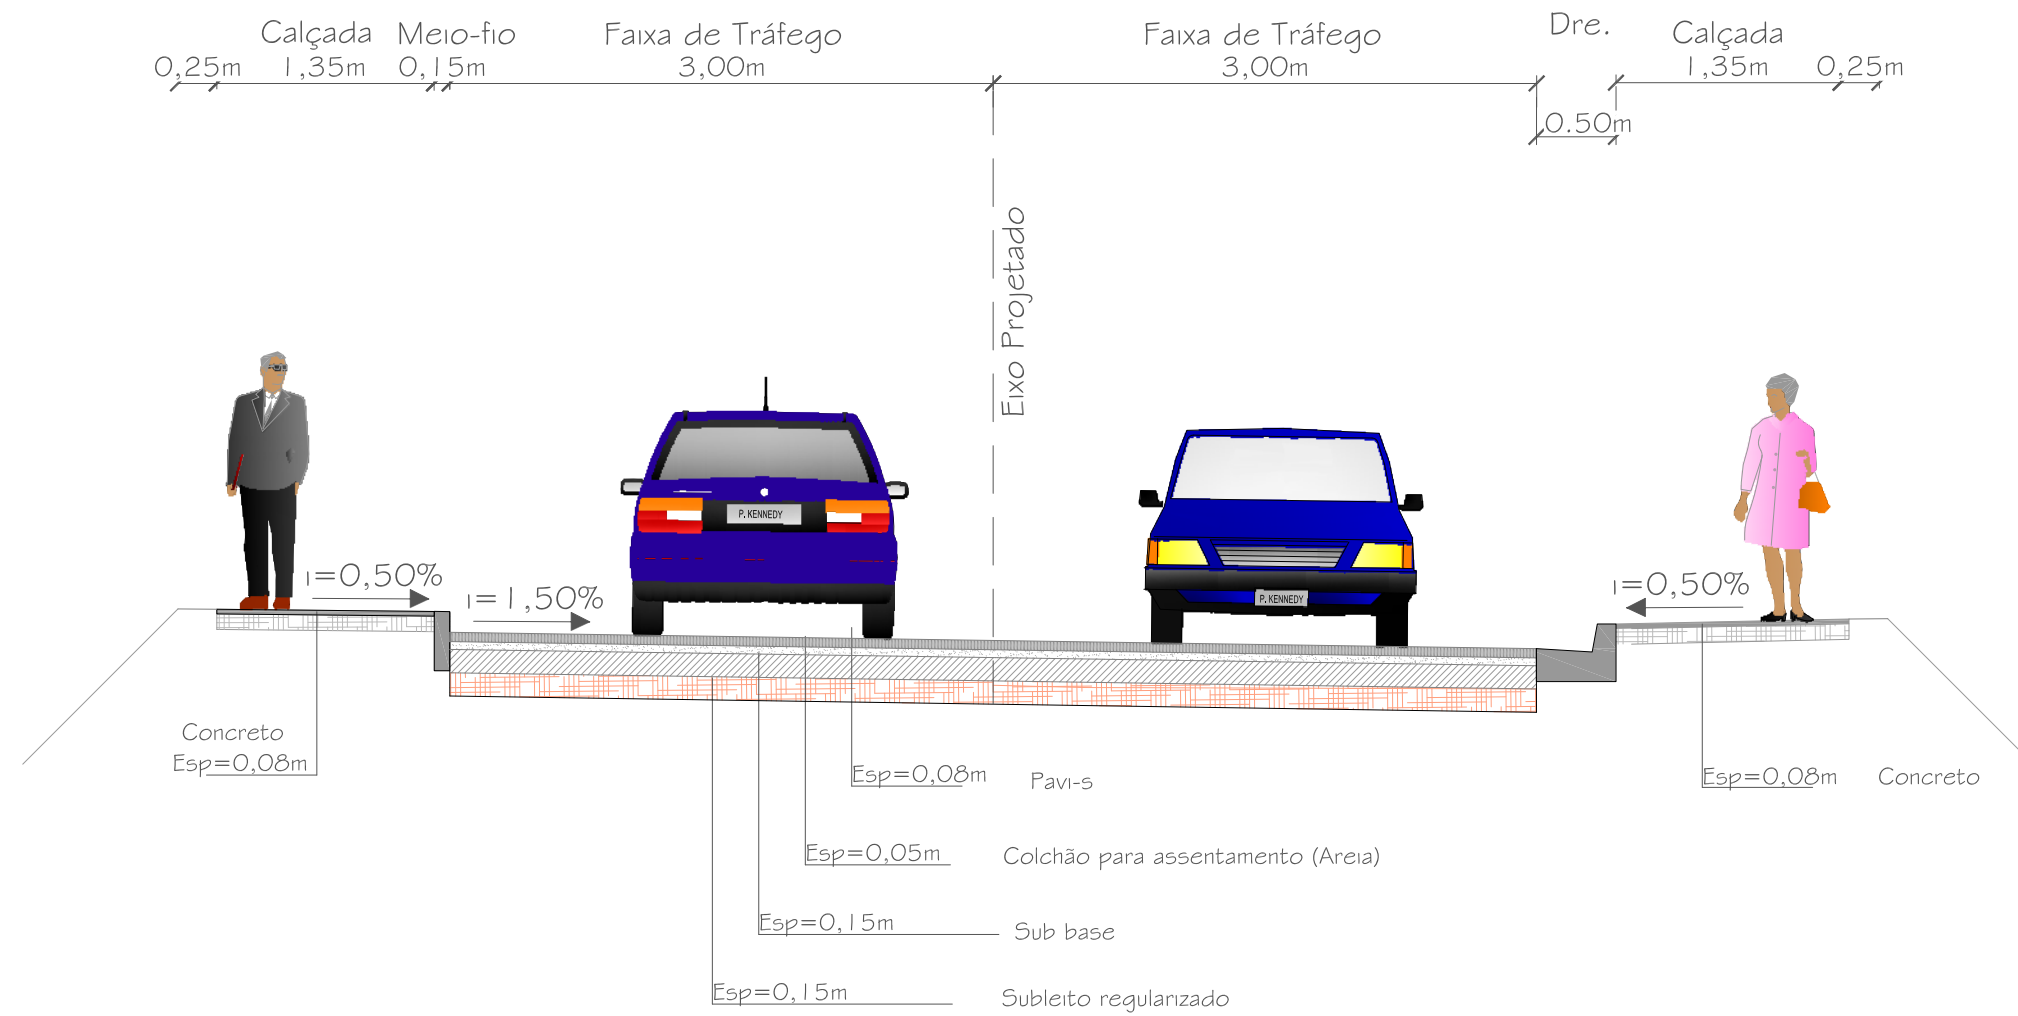 Calçada Meio-fio Faixa de Tráfego Faixa de Tráfego Dre. Calçada
0,25m 1,35m 0,15m 3,00m 3,00m 1,35m 0,25m
0.50m
Eixo Projetado
P. KENNEDY
P. KENNEDY
i=0,50%
i=1,50%
i=0,50%
Concreto
Esp=0,08m
Esp=0,08m Pavi-s
Esp=0,08m Concreto
Esp=0,05m Colchão para assentamento (Areia)
Esp=0,15m Sub base
Esp=0,15m Subleito regularizado